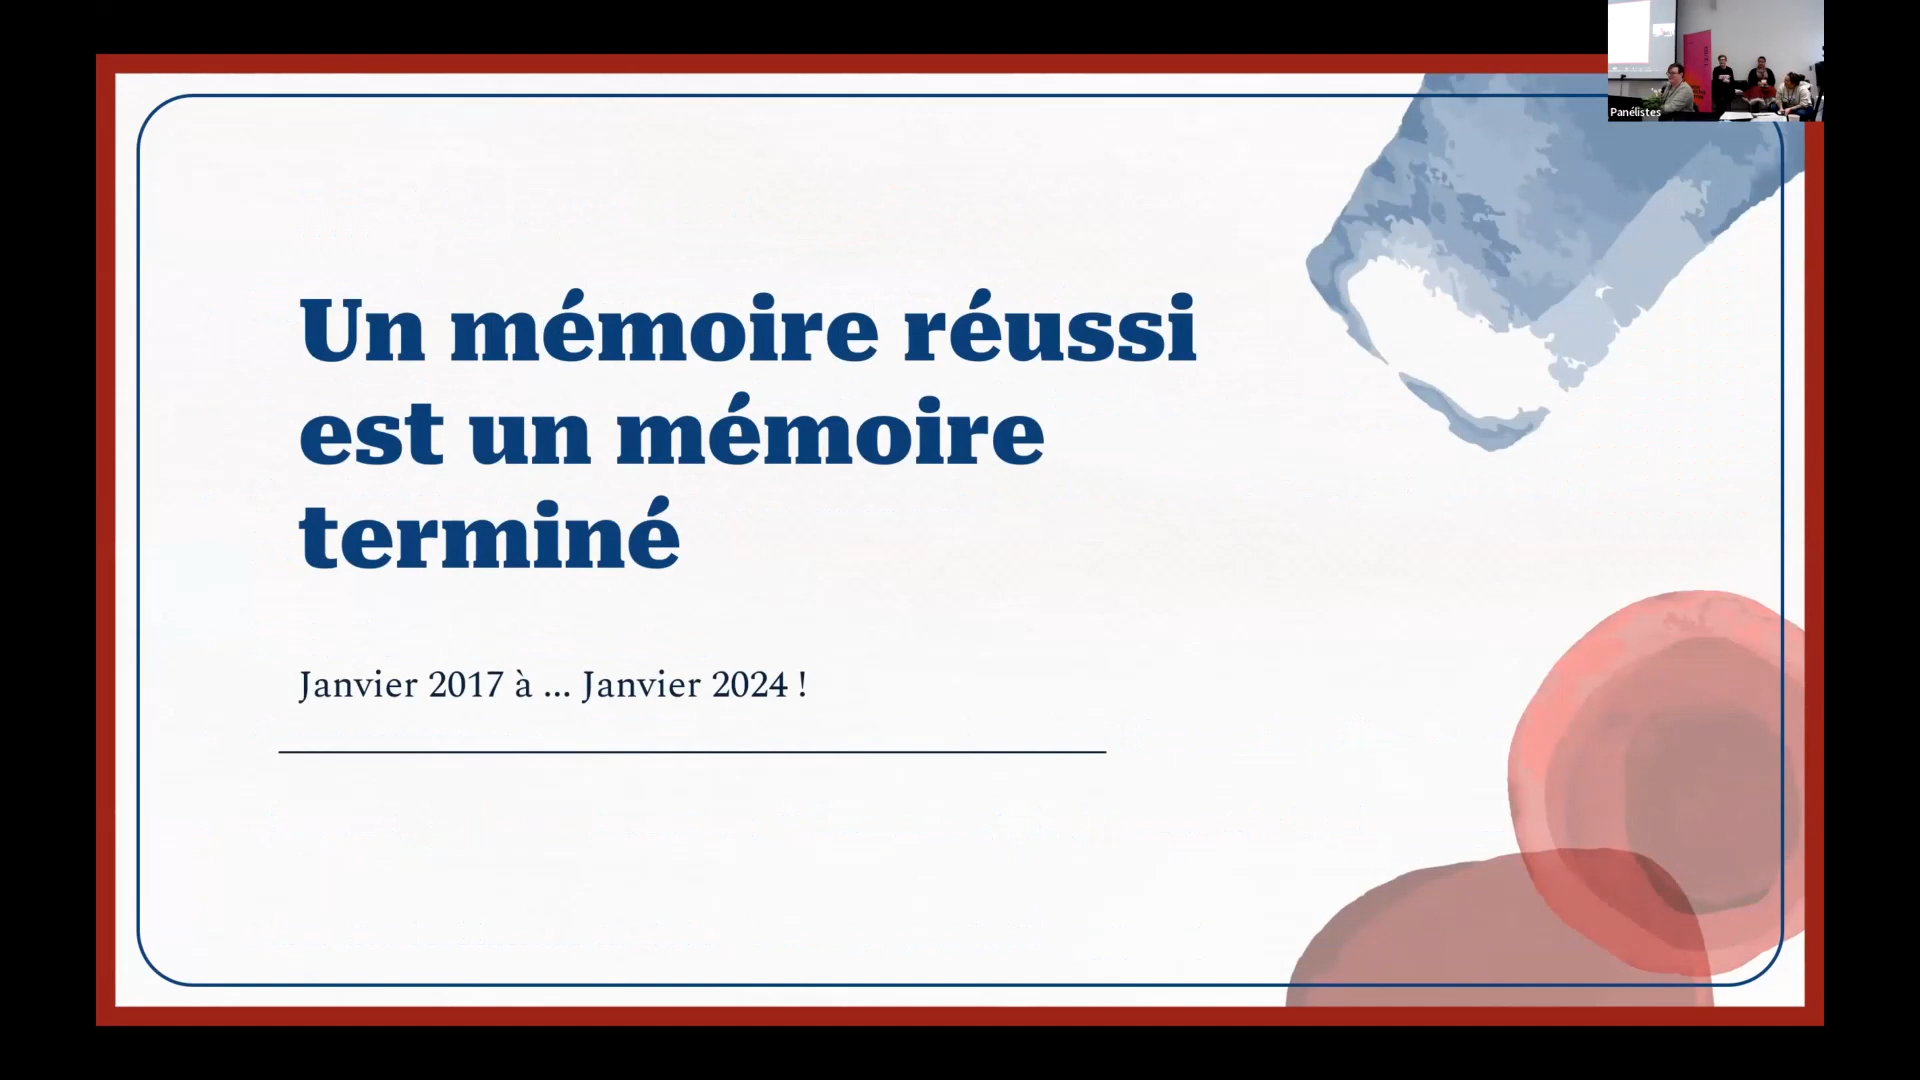 Un mémoire réussi
est un mémoire
terminé
Janvier 2017 à ... Janvier 2024 !
Panélistes